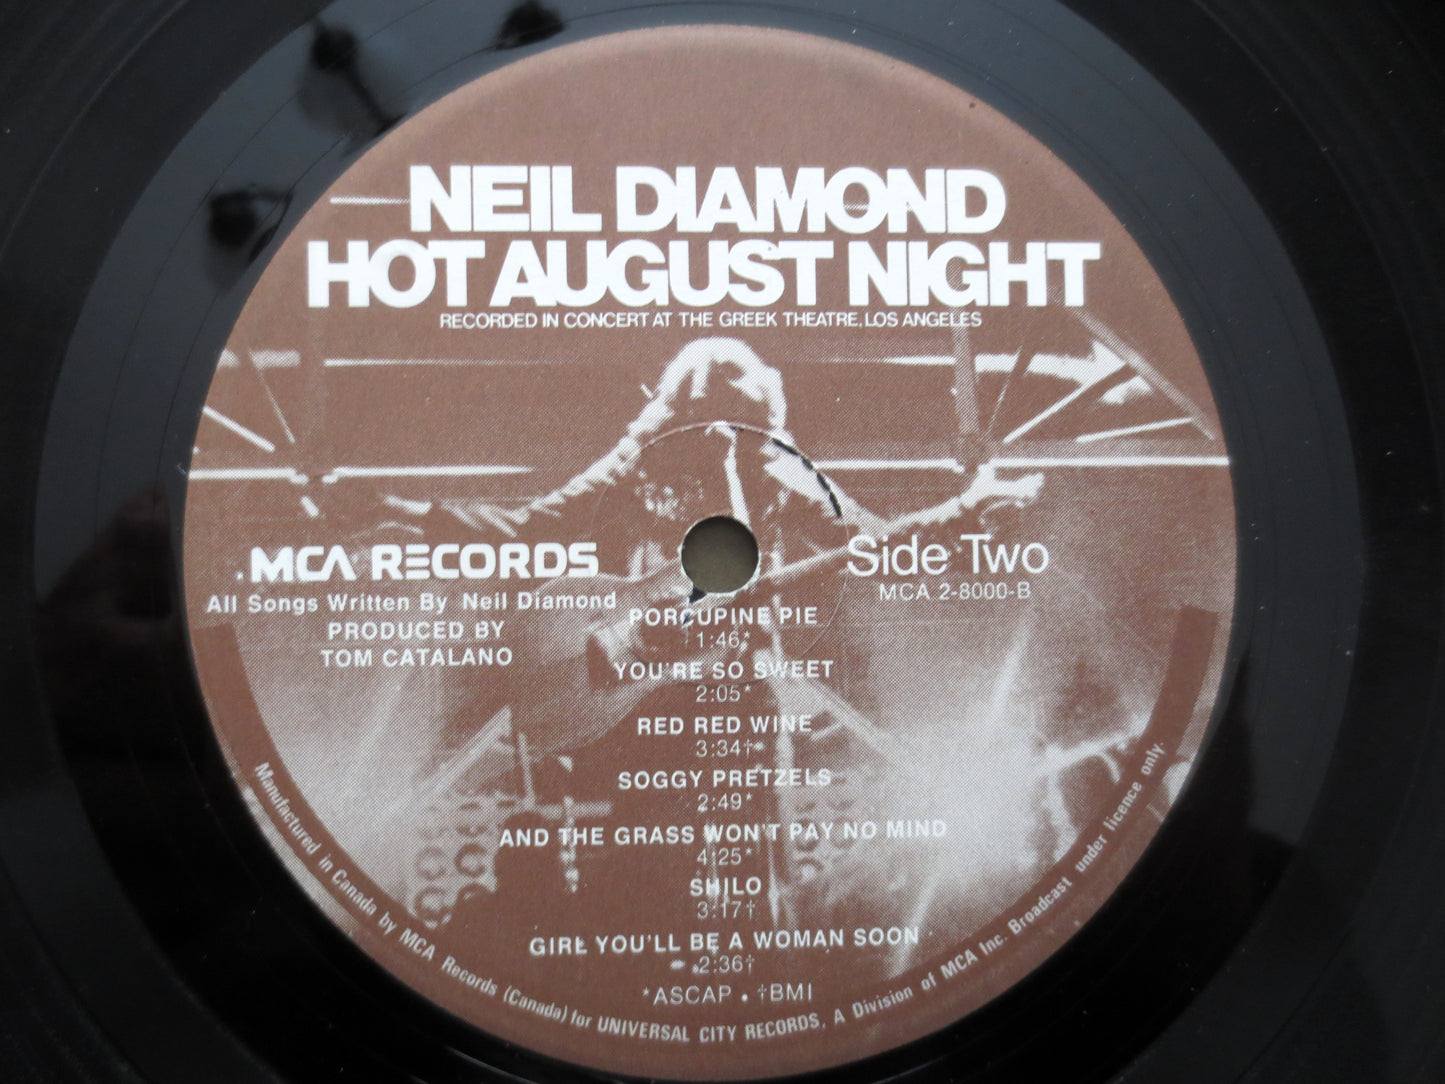 NEIL DIAMOND
HOT AUGUST NIGHT
RECORDED IN CONCERT AT THE GREEK THEATRE, LOS ANGELES
MCA RECORDS
All Songs Written By Neil Diamond
PRODUCED BY
TOM CATALANO
Side Two
MCA 2-8000-B
PORCUPINE PIE
1:46*
YOU'RE SO SWEET
2:05*
RED RED WINE
3:34†
SOGGY PRETZELS
2:49*
AND THE GRASS WON'T PAY NO MIND
4:25*
SHILO
3:17†
GIRL YOU'LL BE A WOMAN SOON
2:36†
*ASCAP • †BMI
Manufactured in Canada by MCA Records (Canada) for UNIVERSAL CITY RECORDS, A Division of MCA Inc. Broadcast under licence only.